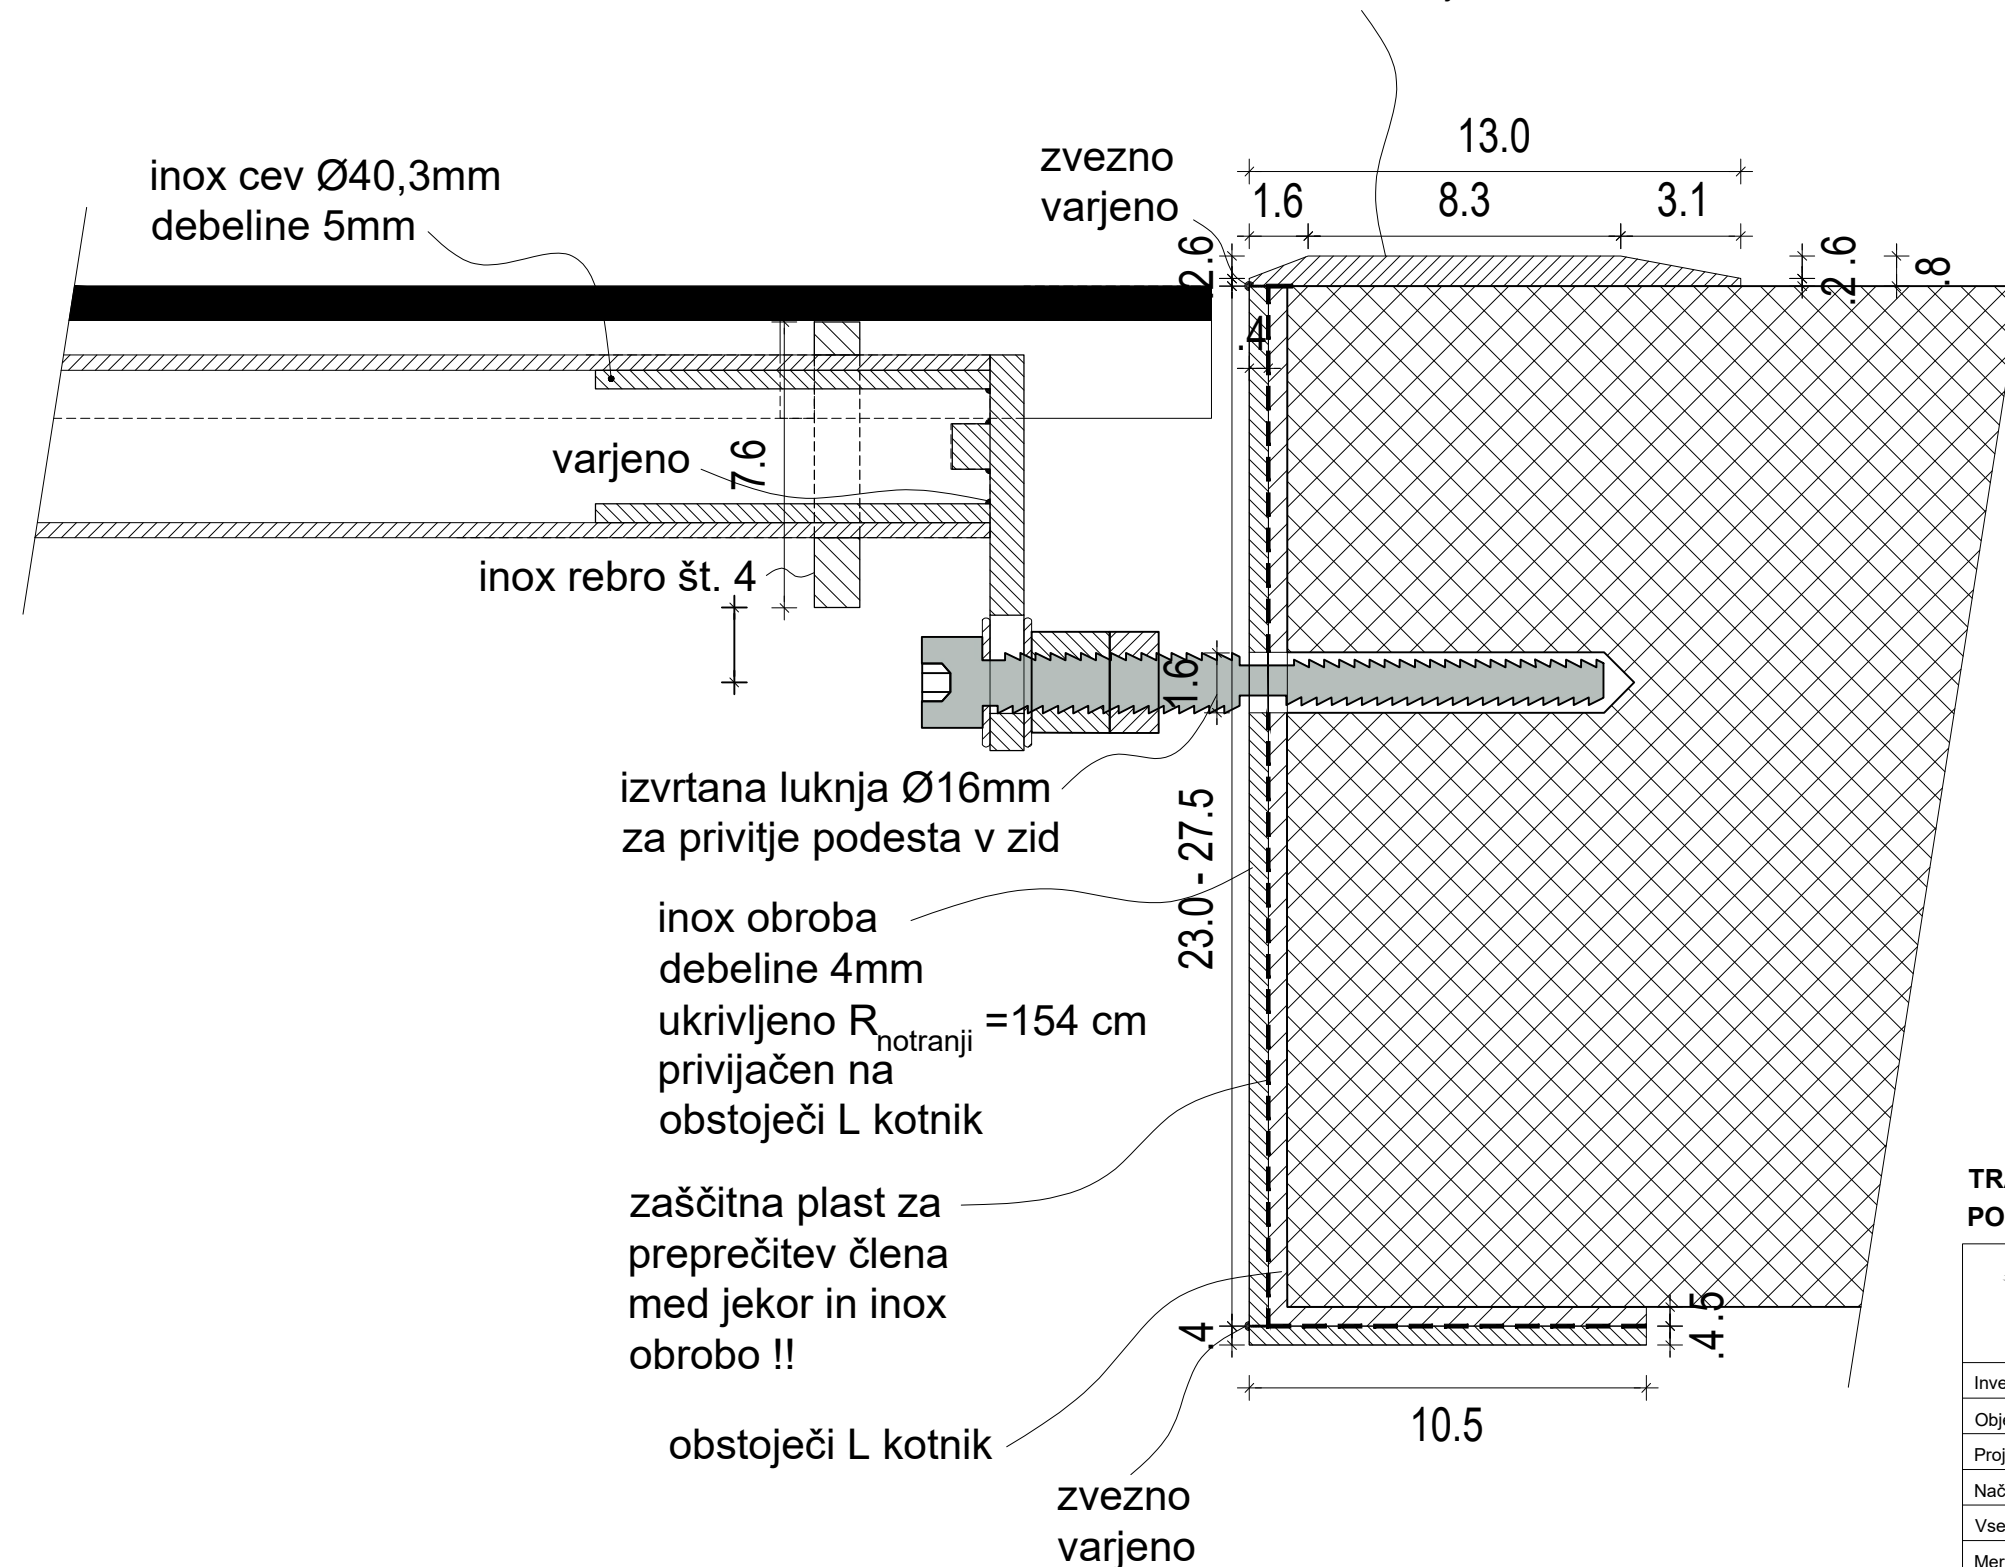 13.0
zvezno
varjeno
1.6
8.3
3.1
inox cev Ø40,3mm
debeline 5mm
2.6
.2
.6
.8
.4
varjeno
7.6
inox rebro št. 4
1.6
izvrtana luknja Ø16mm
za privitje podesta v zid
23.0 - 27.5
inox obroba
debeline 4mm
ukrivljeno Rnotranji =154 cm
privijačen na
obstoječi L kotnik
zaščitna plast za
preprečitev člena
med jekor in inox
obrobo !!
.4
.4
.5
10.5
obstoječi L kotnik
zvezno
varjeno